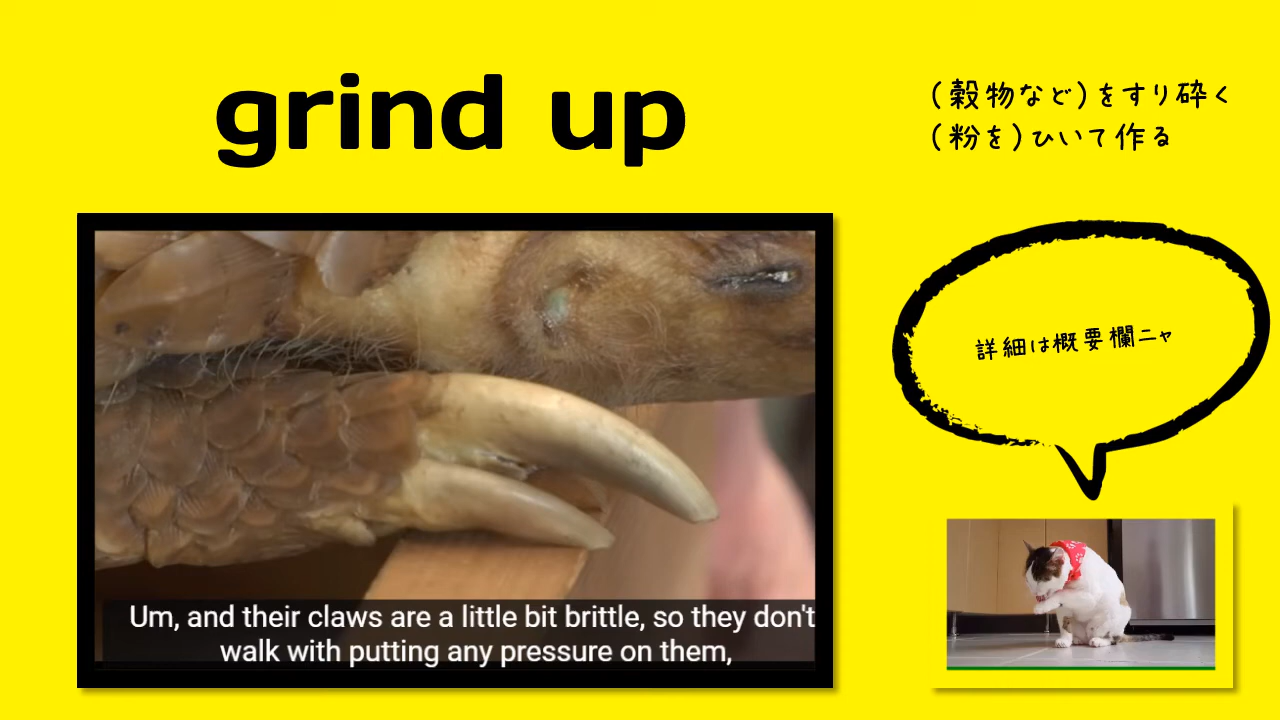 grind up
(穀物など)をすり砕く
(粉を)ひいて作る
詳細は概要欄ニャ
Um, and their claws are a little bit brittle, so they don't
walk with putting any pressure on them,